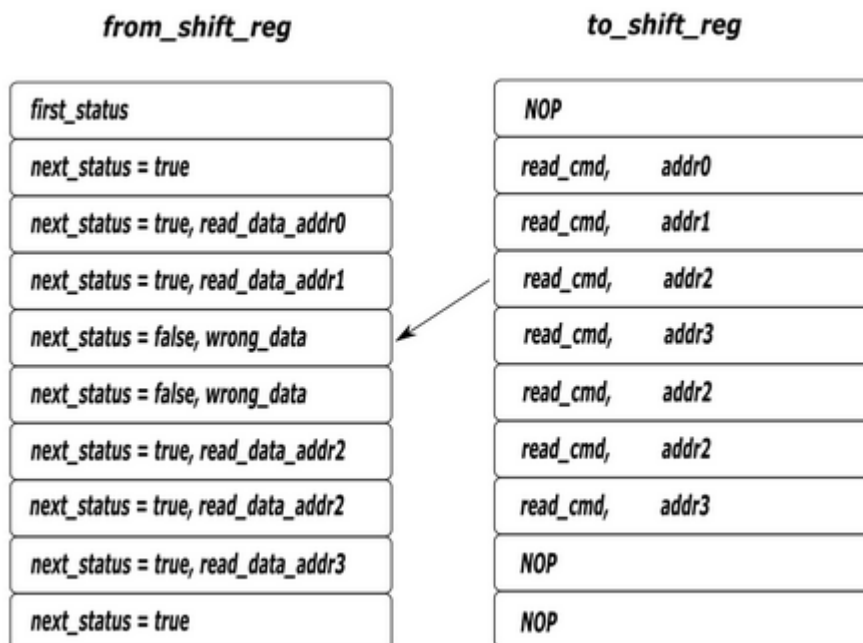 from_shift_reg to_shift_reg
first_status NOP
next_status = true read_cmd, addr0
next_status = true, read_data_addr0 read_cmd, addr1
next_status = true, read_data_addr1 read_cmd, addr2
next_status = false, wrong_data read_cmd, addr3
next_status = false, wrong_data read_cmd, addr2
next_status = true, read_data_addr2 read_cmd, addr2
next_status = true, read_data_addr2 read_cmd, addr3
next_status = true, read_data_addr3 NOP
next_status = true NOP